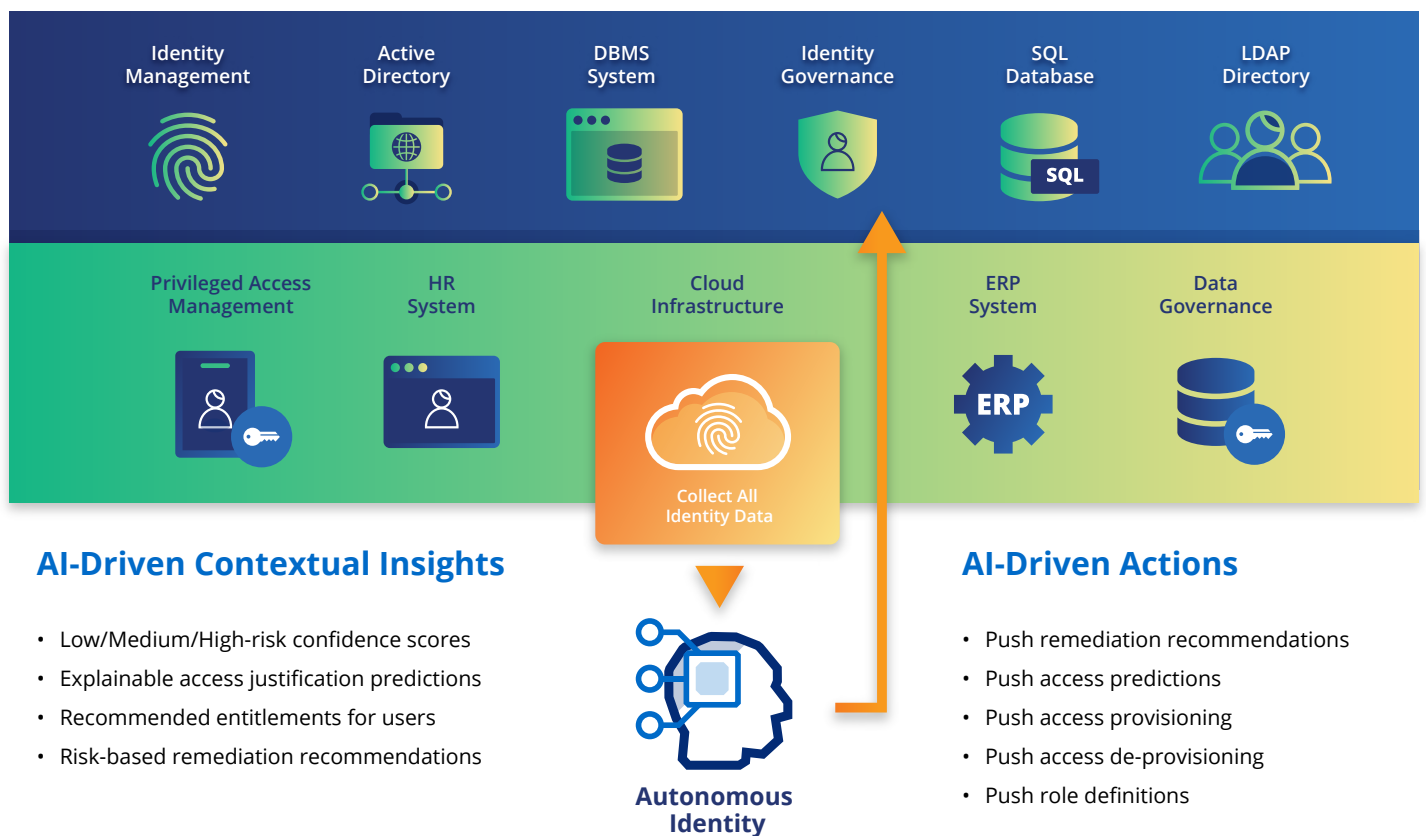 Identity
Management
Active
Directory
DBMS
System
Identity
Governance
SQL
Database
LDAP
Directory
SQL
Privileged Access
Management
HR
System
Cloud
Infrastructure
ERP
System
Data
Governance
ERP
Collect All
Identity Data
AI-Driven Contextual Insights
• Low/Medium/High-risk confidence scores
• Explainable access justification predictions
• Recommended entitlements for users
• Risk-based remediation recommendations
Autonomous
Identity
AI-Driven Actions
• Push remediation recommendations
• Push access predictions
• Push access provisioning
• Push access de-provisioning
• Push role definitions